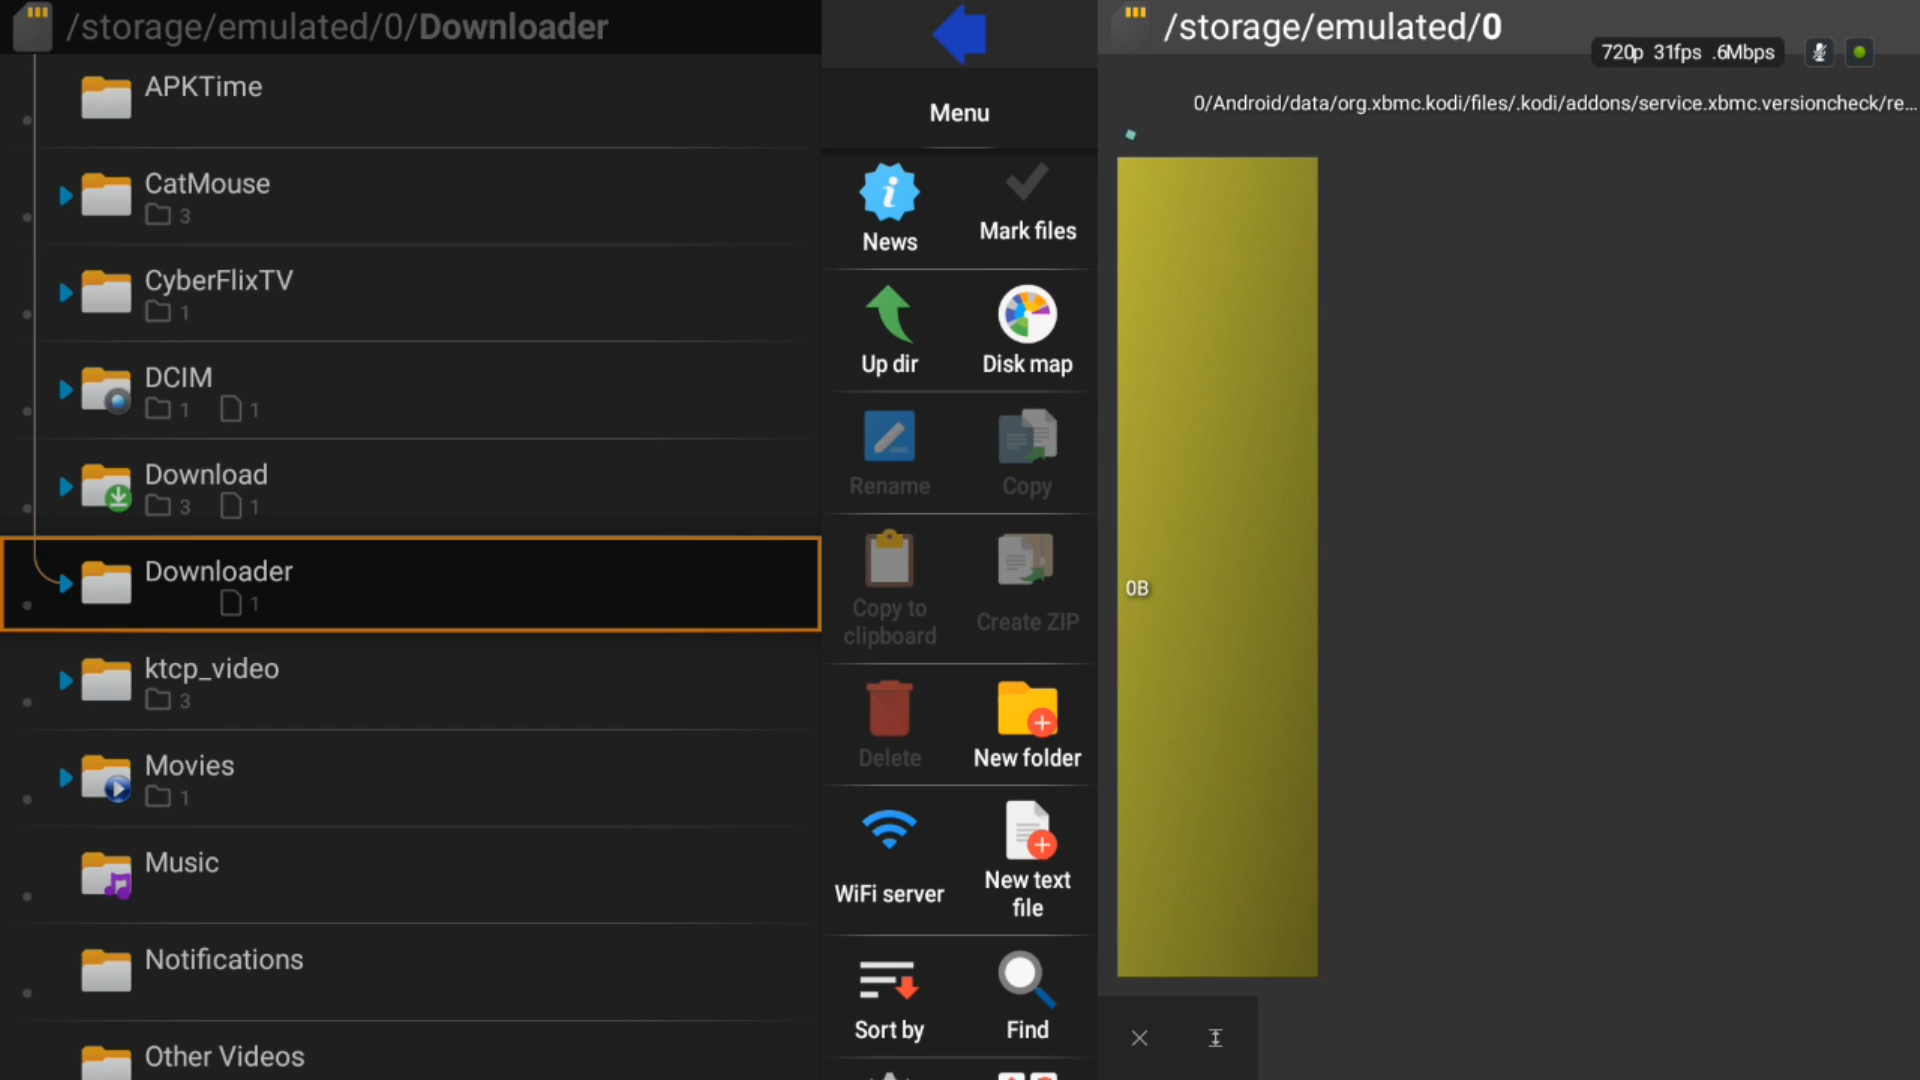 /storage/emulated/0/Downloader
APKTime
CatMouse
3
CyberFlixTV
1
DCIM
1 1
Download
3 1
Downloader
1
ktcp_video
3
Movies
1
Music
Notifications
Other Videos
Menu
News
Mark files
Up dir
Disk map
Rename
Copy
Copy to
clipboard
Create ZIP
Delete
New folder
WiFi server
New text
file
Sort by
Find
/storage/emulated/0
720p 31fps .6Mbps
0/Android/data/org.xbmc.kodi/files/.kodi/addons/service.xbmc.versioncheck/re...
0B